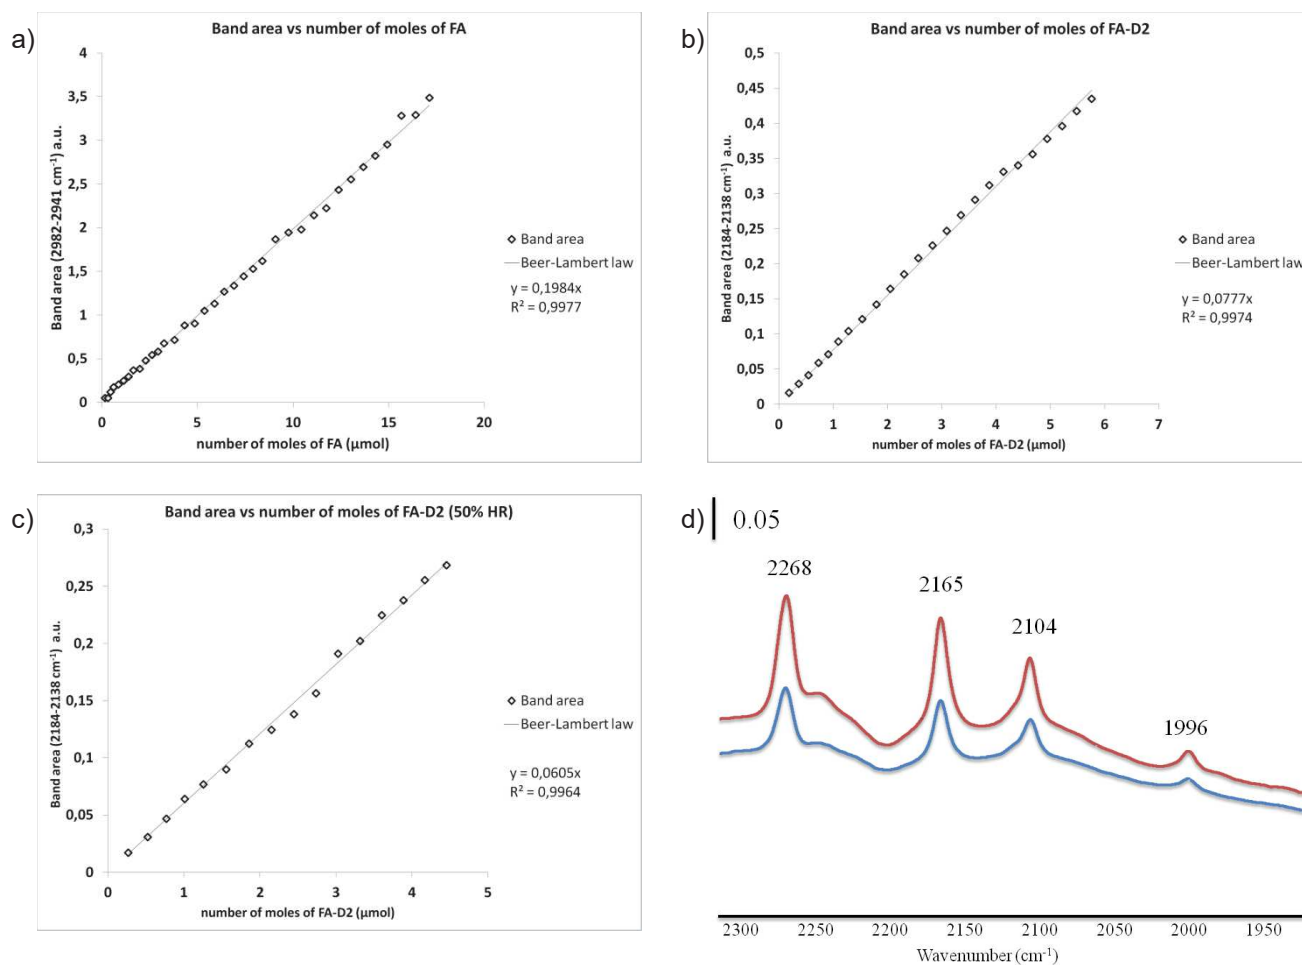 a)
Band area vs number of moles of FA
4
3,5
3
2,5
2
1,5
1
0,5
0
Band area (2982-2941 cm⁻¹) a.u.
0 5 10 15 20
number of moles of FA (µmol)
Band area
Beer-Lambert law
y = 0,1984x
R² = 0,9977
b)
Band area vs number of moles of FA-D2
0,5
0,45
0,4
0,35
0,3
0,25
0,2
0,15
0,1
0,05
0
Band area (2184-2138 cm⁻¹) a.u.
0 1 2 3 4 5 6 7
number of moles of FA-D2 (µmol)
Band area
Beer-Lambert law
y = 0,0777x
R² = 0,9974
c)
Band area vs number of moles of FA-D2 (50% HR)
0,3
0,25
0,2
0,15
0,1
0,05
0
Band area (2184-2138 cm⁻¹) a.u.
0 1 2 3 4 5
number of moles of FA-D2 (µmol)
Band area
Beer-Lambert law
y = 0,0605x
R² = 0,9964
d)
0.05
2268
2165
2104
1996
2300 2250 2200 2150 2100 2050 2000 1950
Wavenumber (cm⁻¹)